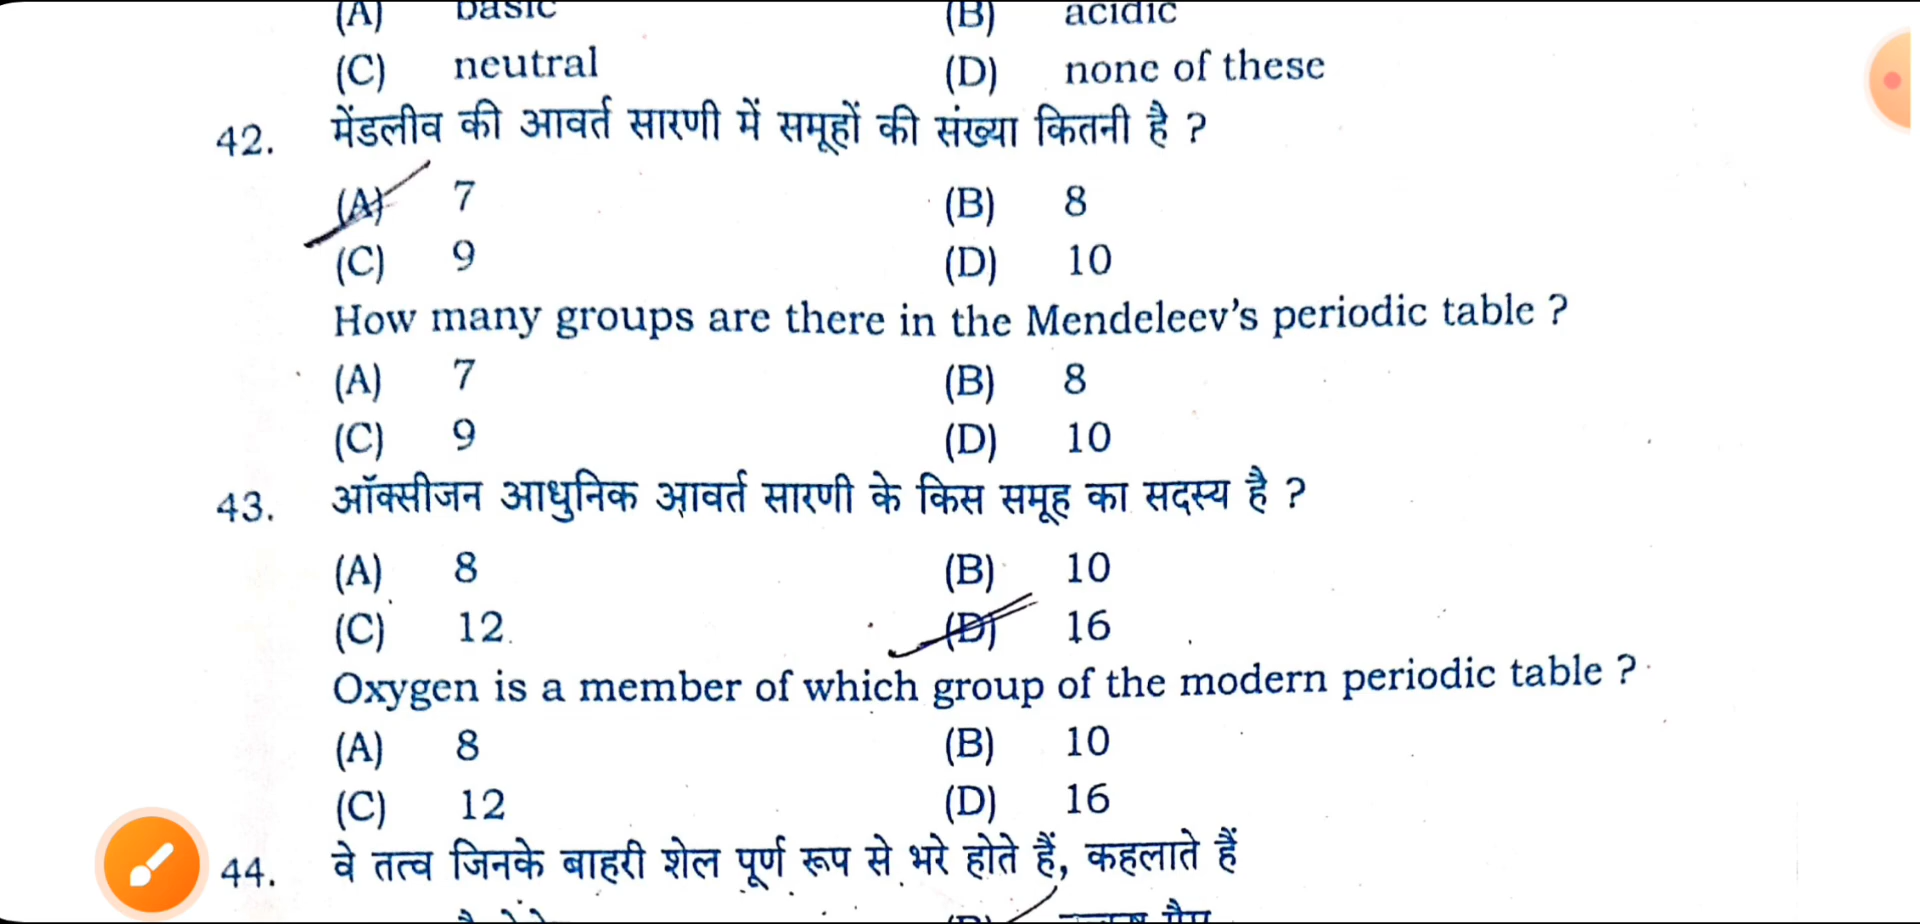 (A) basic (B) acidic
(C) neutral (D) none of these
42. मेंडलीव की आवर्त सारणी में समूहों की संख्या कितनी है ?
(A) 7 (B) 8
(C) 9 (D) 10
How many groups are there in the Mendeleev's periodic table ?
(A) 7 (B) 8
(C) 9 (D) 10
43. ऑक्सीजन आधुनिक आवर्त सारणी के किस समूह का सदस्य है ?
(A) 8 (B) 10
(C) 12 (D) 16
Oxygen is a member of which group of the modern periodic table ?
(A) 8 (B) 10
(C) 12 (D) 16
44. वे तत्व जिनके बाहरी शेल पूर्ण रूप से भरे होते हैं, कहलाते हैं